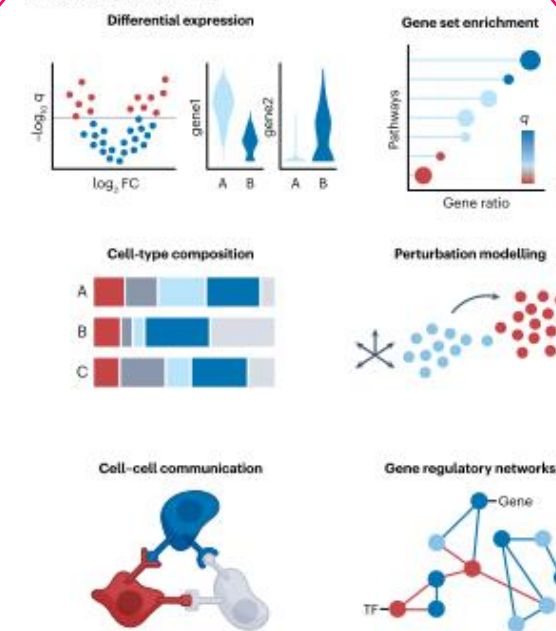 Differential expression
Gene set enrichment
−log₁₀ q
log₂ FC
gene1
A B
gene2
A B
Pathways
q
Gene ratio
Cell-type composition
Perturbation modelling
A
B
C
Cell–cell communication
Gene regulatory networks
Gene
TF